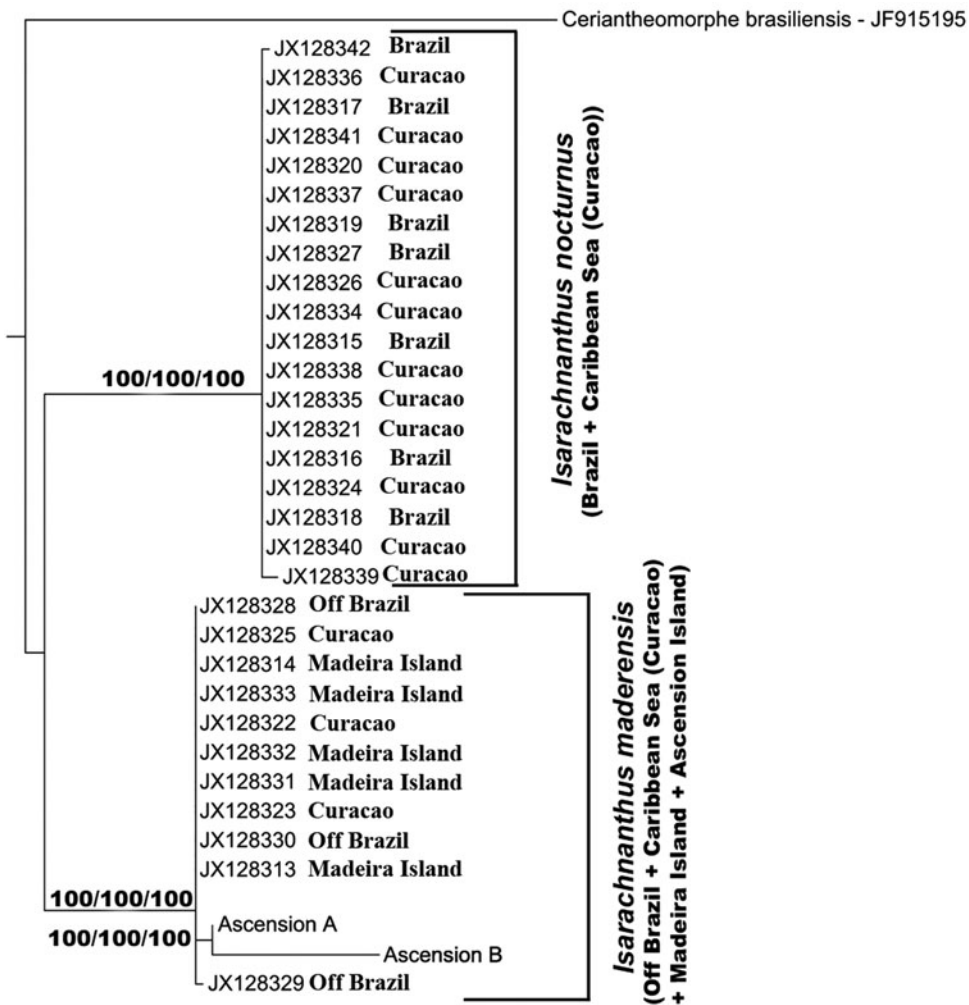 Ceriantheomorphe brasiliensis - JF915195
JX128342 Brazil
JX128336 Curacao
JX128317 Brazil
JX128341 Curacao
JX128320 Curacao
JX128337 Curacao
JX128319 Brazil
JX128327 Brazil
JX128326 Curacao
JX128334 Curacao
JX128315 Brazil
JX128338 Curacao
100/100/100
JX128335 Curacao
JX128321 Curacao
JX128316 Brazil
JX128324 Curacao
JX128318 Brazil
JX128340 Curacao
JX128339 Curacao
Isarachnanthus nocturnus
(Brazil + Caribbean Sea (Curacao))
JX128328 Off Brazil
JX128325 Curacao
JX128314 Madeira Island
JX128333 Madeira Island
JX128322 Curacao
JX128332 Madeira Island
JX128331 Madeira Island
JX128323 Curacao
JX128330 Off Brazil
JX128313 Madeira Island
100/100/100
Ascension A
100/100/100
Ascension B
JX128329 Off Brazil
Isarachnanthus maderensis
(Off Brazil + Caribbean Sea (Curacao)
+ Madeira Island + Ascension Island)